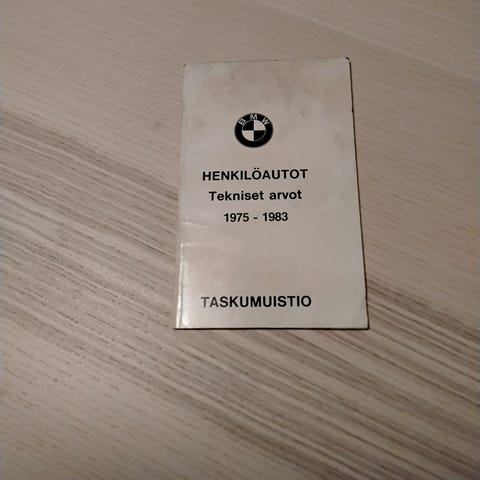 BMW
HENKILÖAUTOT
Tekniset arvot
1975 - 1983
TASKUMUISTIO